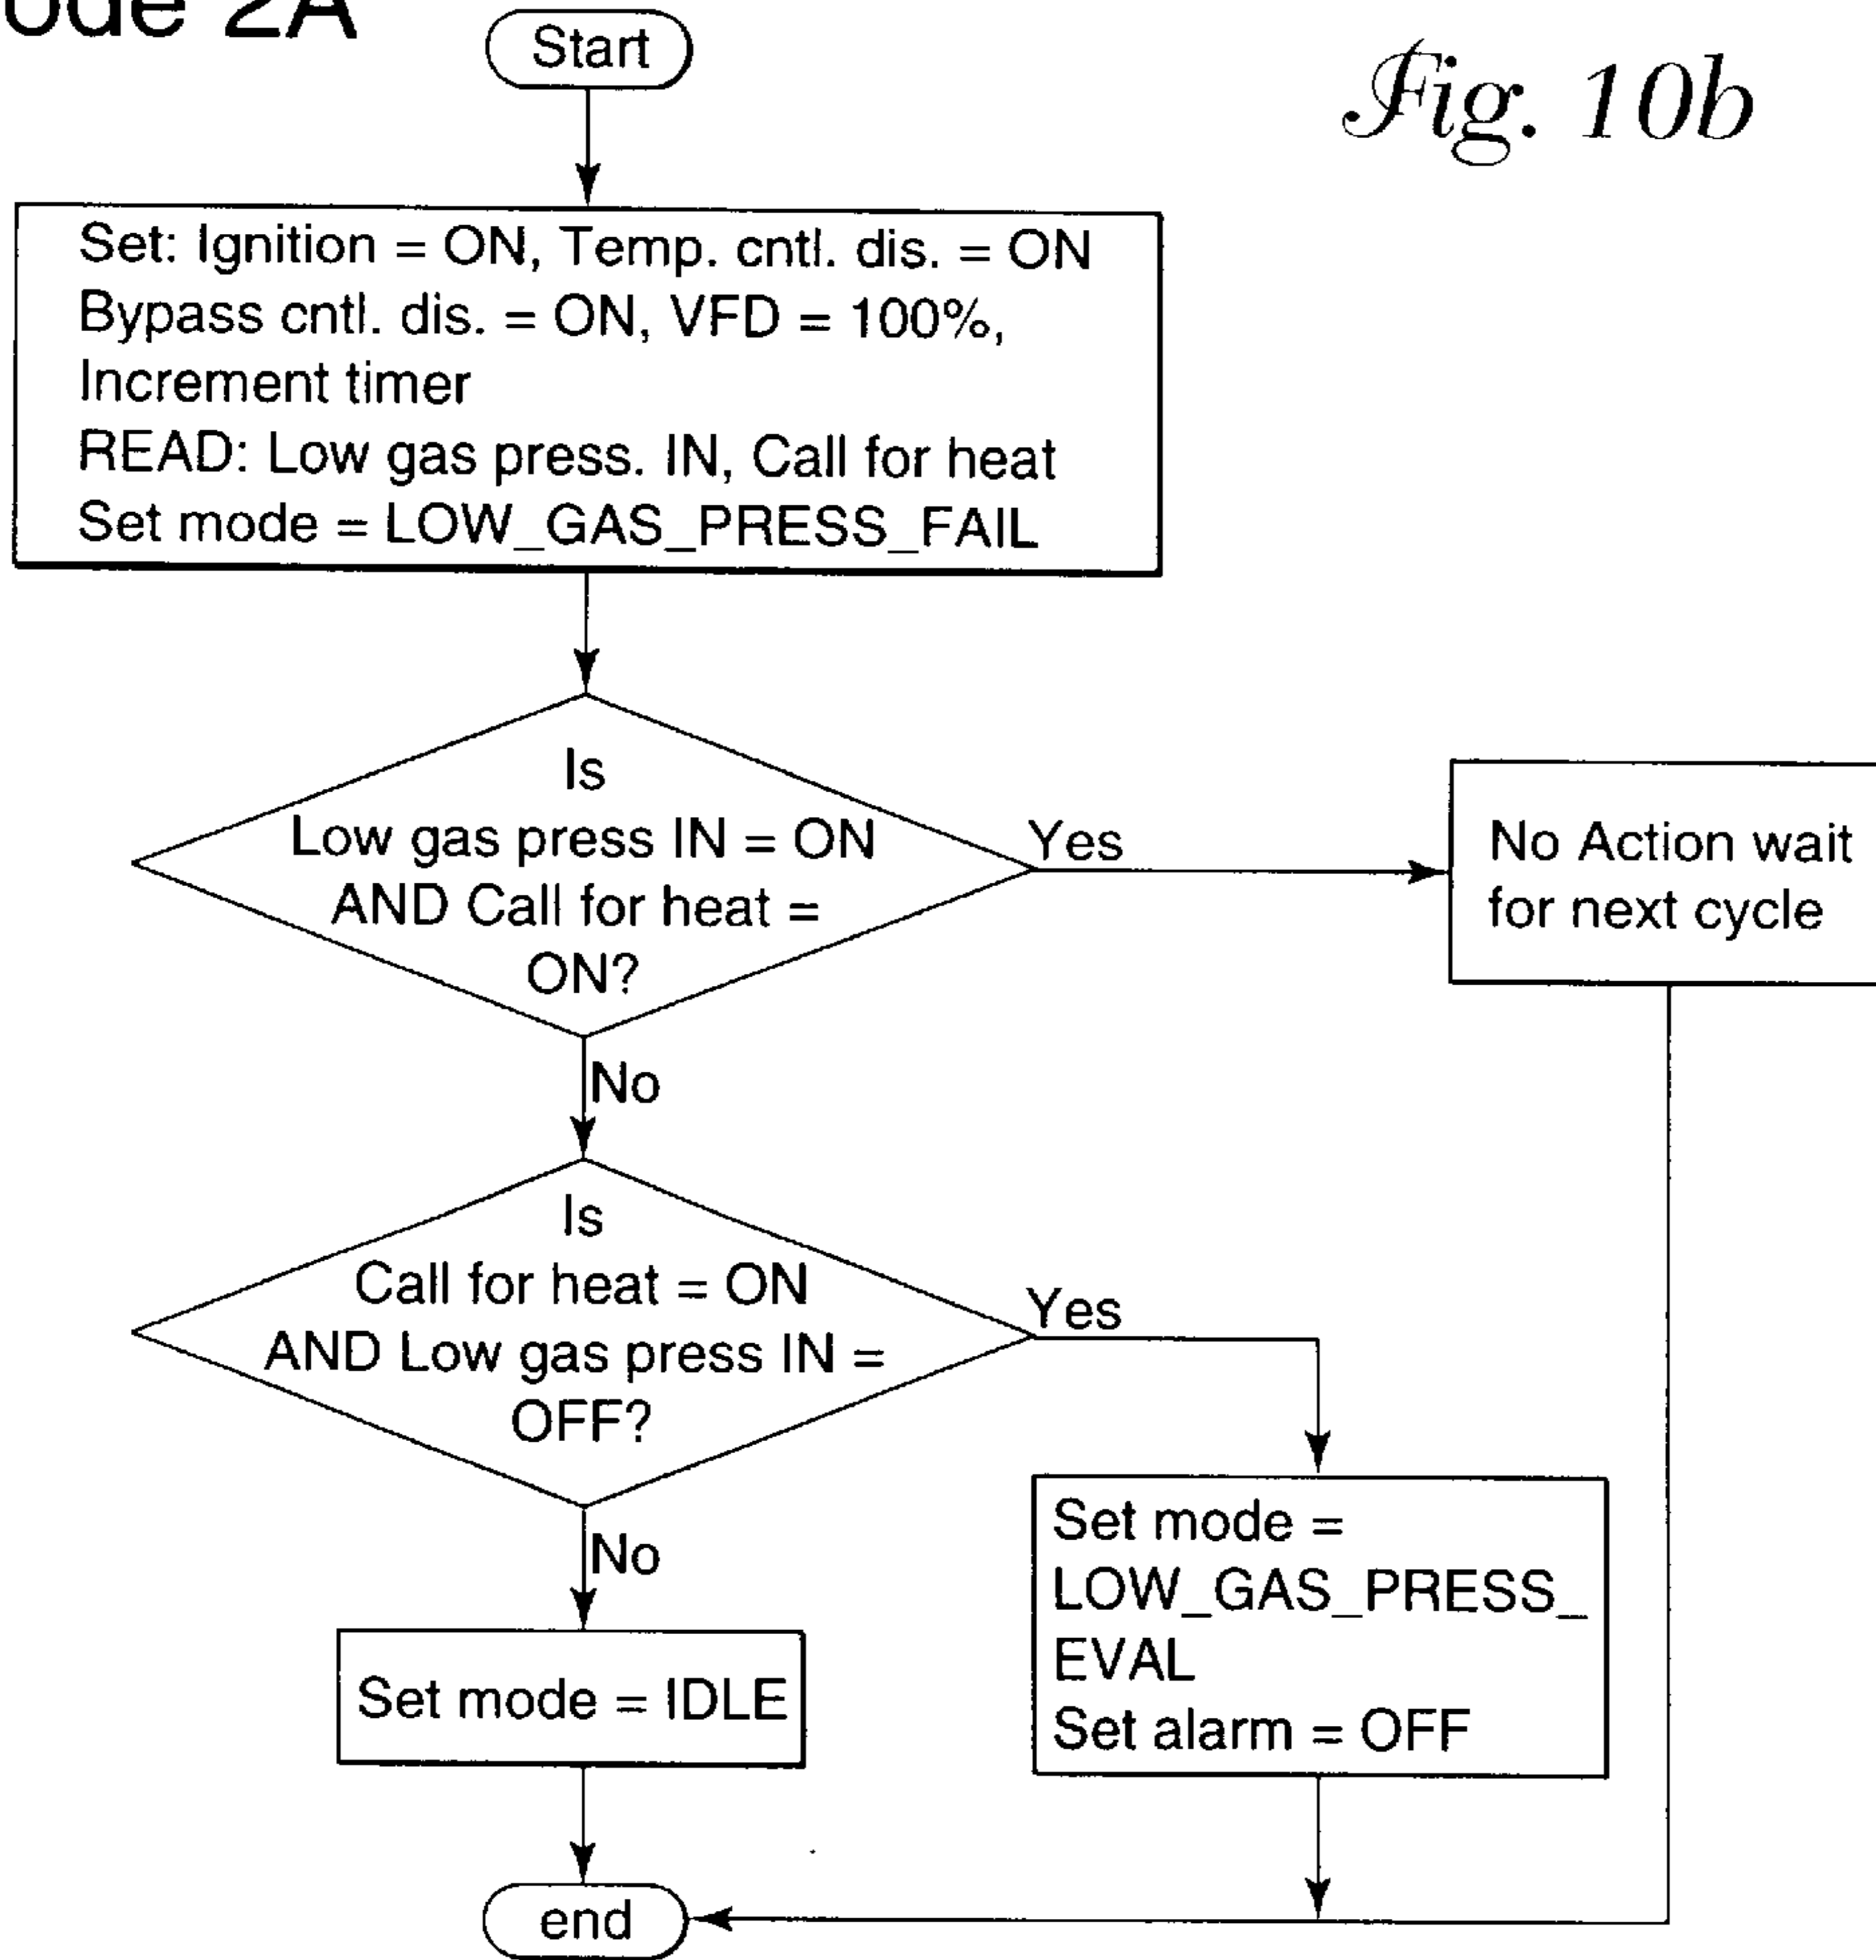 ode 2A
Fig. 10b
Start
Set: Ignition = ON, Temp. cntl. dis. = ON
Bypass cntl. dis. = ON, VFD = 100%,
Increment timer
READ: Low gas press. IN, Call for heat
Set mode = LOW_GAS_PRESS_FAIL
Is
Low gas press IN = ON
AND Call for heat =
ON?
Yes
No Action wait
for next cycle
No
Is
Call for heat = ON
AND Low gas press IN =
OFF?
Yes
Set mode =
LOW_GAS_PRESS_
EVAL
Set alarm = OFF
No
Set mode = IDLE
end